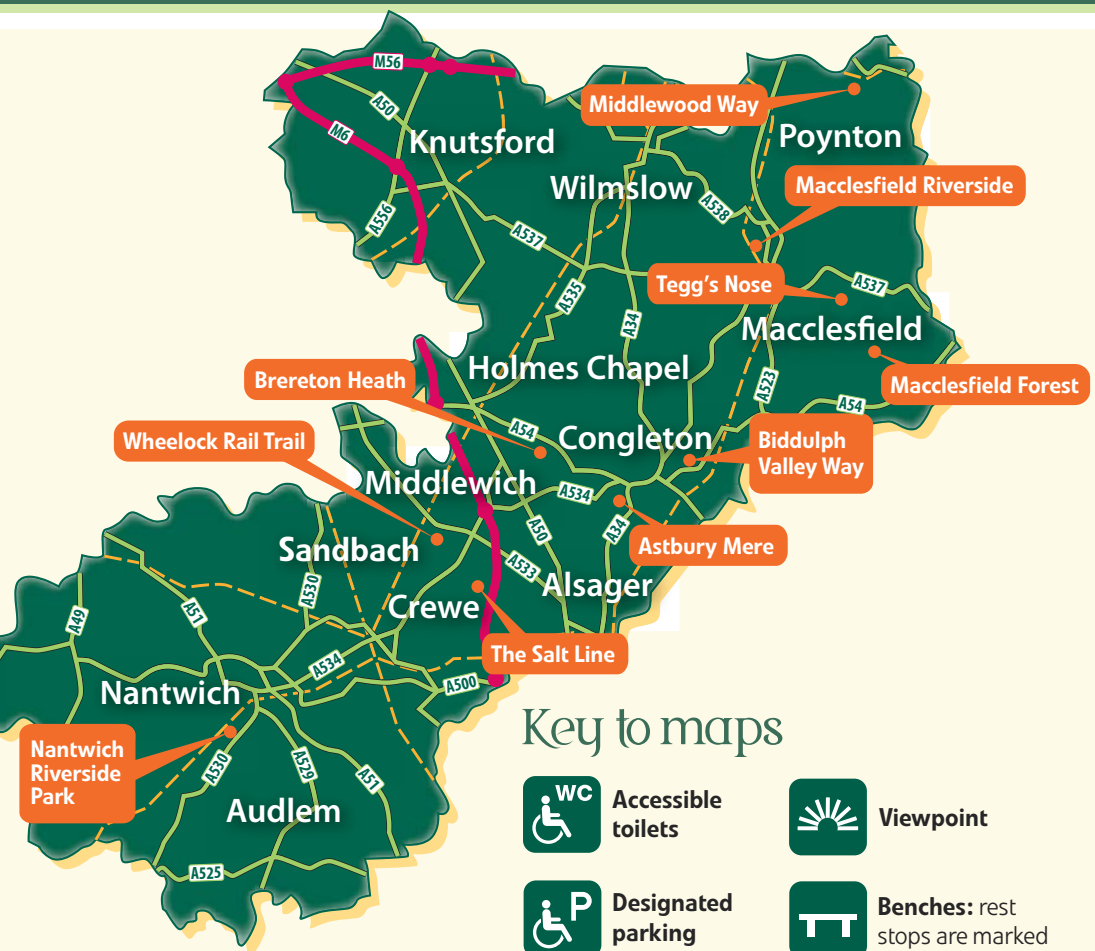 M56
A50
M6
Knutsford
A556
Middlewood Way
Poynton
Wilmslow
Macclesfield Riverside
A538
A537
Tegg's Nose
A537
A535
A34
Macclesfield
Holmes Chapel
Macclesfield Forest
Brereton Heath
A523
A54
A54
Congleton
Biddulph
Valley Way
Wheelock Rail Trail
Middlewich
A534
A50
A34
Astbury Mere
Sandbach
A533
Alsager
A530
Crewe
A49
A51
The Salt Line
A534
A500
Nantwich
Nantwich
Riverside
Park
A530
A529
A51
Audlem
A525
Key to maps
WC
Accessible
toilets
Viewpoint
P
Designated
parking
Benches: rest
stops are marked